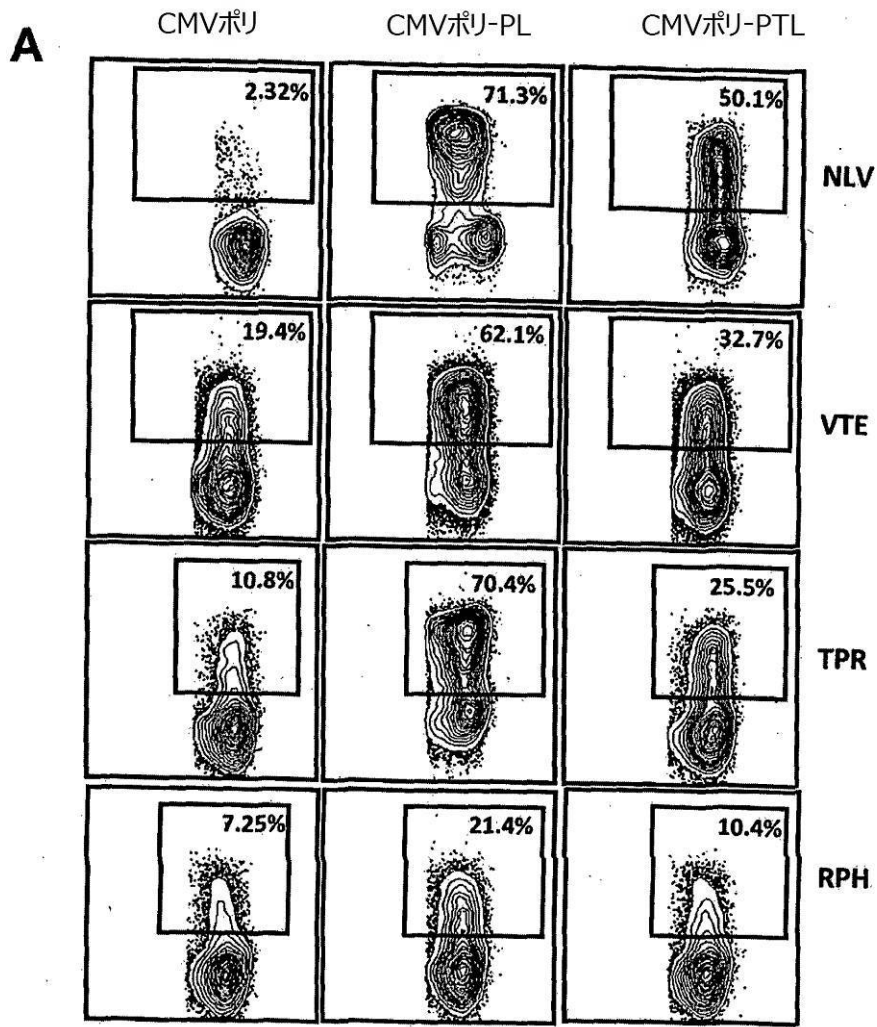 A
CMVポリ CMVポリ-PL CMVポリ-PTL
2.32% 71.3% 50.1% NLV
19.4% 62.1% 32.7% VTE
10.8% 70.4% 25.5% TPR
7.25% 21.4% 10.4% RPH